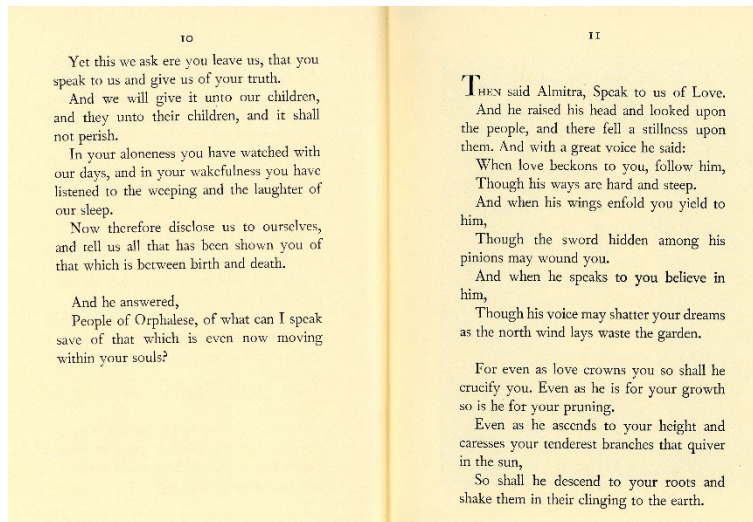 10
Yet this we ask ere you leave us, that you
speak to us and give us of your truth.
And we will give it unto our children,
and they unto their children, and it shall
not perish.
In your aloneness you have watched with
our days, and in your wakefulness you have
listened to the weeping and the laughter of
our sleep.
Now therefore disclose us to ourselves,
and tell us all that has been shown you of
that which is between birth and death.
And he answered,
People of Orphalese, of what can I speak
save of that which is even now moving
within your souls?
11
THEN said Almitra, Speak to us of Love.
And he raised his head and looked upon
the people, and there fell a stillness upon
them. And with a great voice he said:
When love beckons to you, follow him,
Though his ways are hard and steep.
And when his wings enfold you yield to
him,
Though the sword hidden among his
pinions may wound you.
And when he speaks to you believe in
him,
Though his voice may shatter your dreams
as the north wind lays waste the garden.
For even as love crowns you so shall he
crucify you. Even as he is for your growth
so is he for your pruning.
Even as he ascends to your height and
caresses your tenderest branches that quiver
in the sun,
So shall he descend to your roots and
shake them in their clinging to the earth.